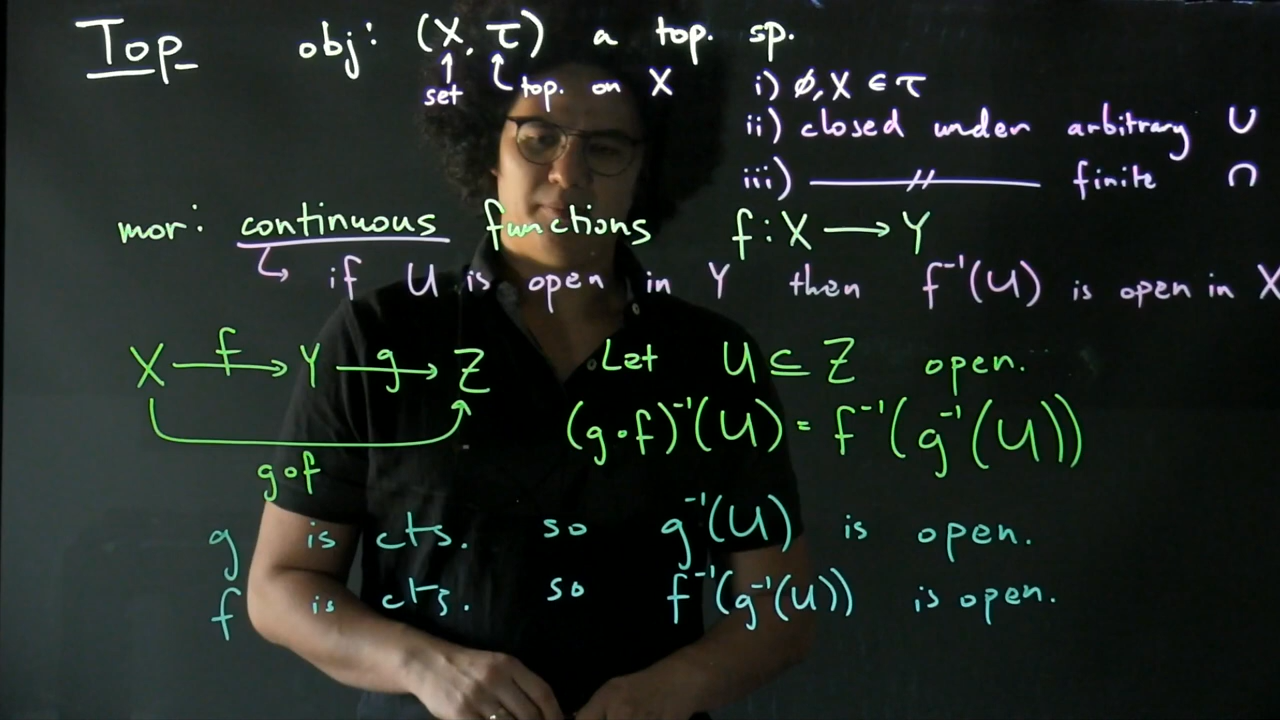 Top obj: (X, τ) a top. sp.
↑ set ↑ top. on X i) ∅, X ∈ τ
ii) closed under arbitrary ∪
iii) —//— finite ∩
mor: continuous functions f: X → Y
↳ if U is open in Y then f⁻¹(U) is open in X
X —f→ Y —g→ Z Let U ⊆ Z open.
(g∘f)⁻¹(U) = f⁻¹(g⁻¹(U))
g∘f
g is cts. so g⁻¹(U) is open.
f is cts. so f⁻¹(g⁻¹(U)) is open.